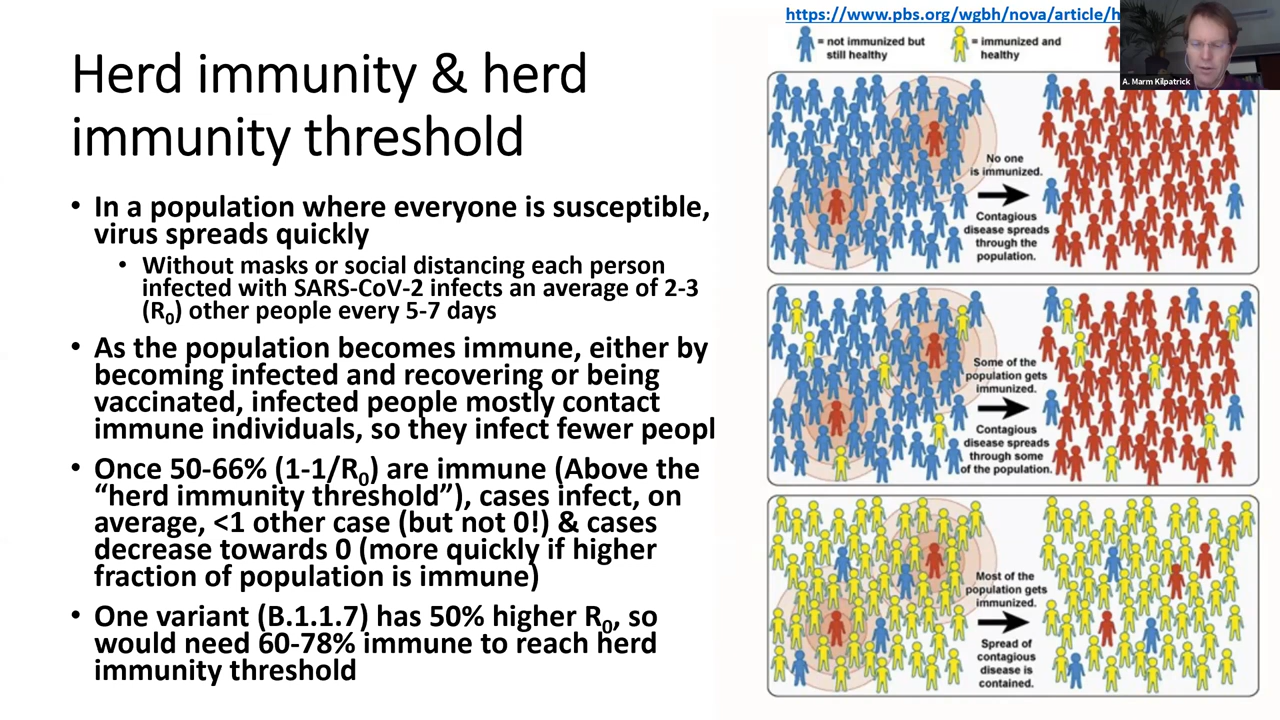 https://www.pbs.org/wgbh/nova/article/h
Herd immunity & herd
immunity threshold
• In a population where everyone is susceptible,
virus spreads quickly
• Without masks or social distancing each person
infected with SARS-CoV-2 infects an average of 2-3
(R0) other people every 5-7 days
• As the population becomes immune, either by
becoming infected and recovering or being
vaccinated, infected people mostly contact
immune individuals, so they infect fewer peopl
• Once 50-66% (1-1/R0) are immune (Above the
“herd immunity threshold”), cases infect, on
average, <1 other case (but not 0!) & cases
decrease towards 0 (more quickly if higher
fraction of population is immune)
• One variant (B.1.1.7) has 50% higher R0, so
would need 60-78% immune to reach herd
immunity threshold
= not immunized but
still healthy
= immunized and
healthy
A. Marm Kilpatrick
No one
is immunized.
Contagious
disease spreads
through the
population.
Some of the
population gets
immunized.
Contagious
disease spreads
through some
of the population.
Most of the
population gets
immunized.
Spread of
contagious
disease is
contained.